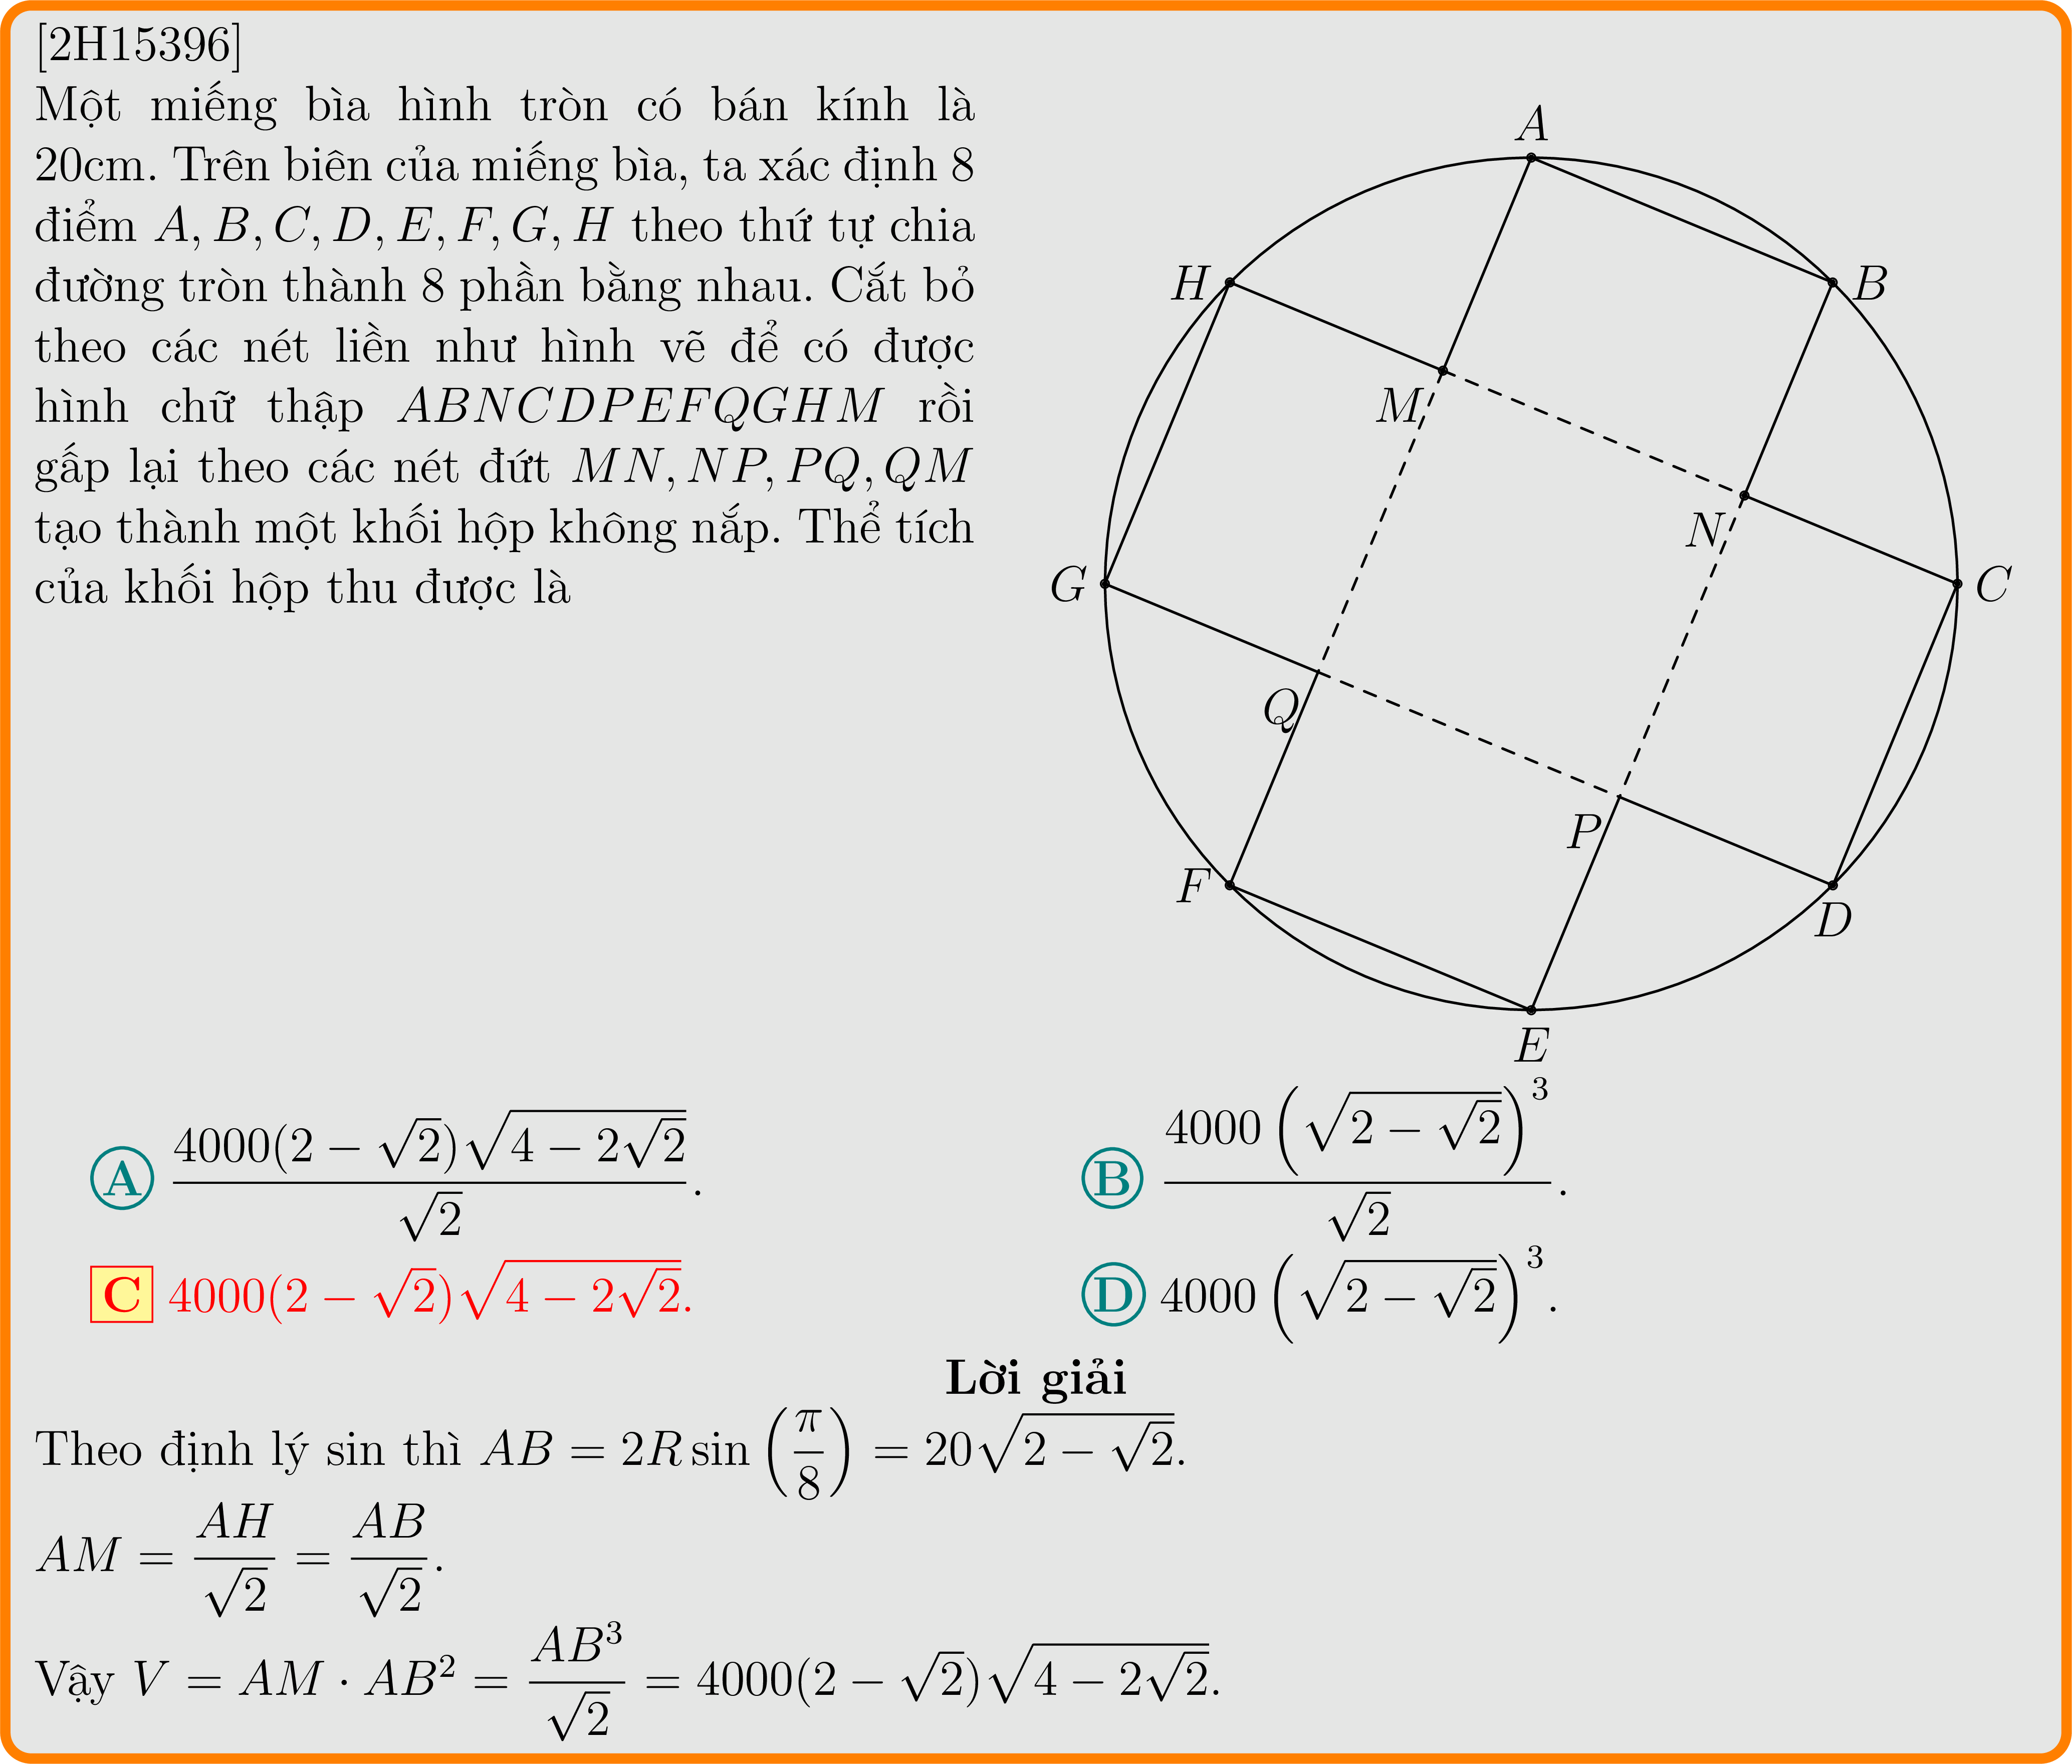 [2H15396]
Một miếng bìa hình tròn có bán kính là
20cm. Trên biên của miếng bìa, ta xác định 8
điểm A, B, C, D, E, F, G, H theo thứ tự chia
đường tròn thành 8 phần bằng nhau. Cắt bỏ
theo các nét liền như hình vẽ để có được
hình chữ thập ABNCDPEFQGHM rồi
gấp lại theo các nét đứt MN, NP, PQ, QM
tạo thành một khối hộp không nắp. Thể tích
của khối hộp thu được là
A
H
B
M
N
G
C
Q
P
F
D
E
A $\dfrac{4000(2-\sqrt{2})\sqrt{4-2\sqrt{2}}}{\sqrt{2}}$.
B $\dfrac{4000\left(\sqrt{2-\sqrt{2}}\right)^3}{\sqrt{2}}$.
C $4000(2-\sqrt{2})\sqrt{4-2\sqrt{2}}$.
D $4000\left(\sqrt{2-\sqrt{2}}\right)^3$.
Lời giải
Theo định lý sin thì $AB = 2R\sin\left(\dfrac{\pi}{8}\right) = 20\sqrt{2-\sqrt{2}}$.
$AM = \dfrac{AH}{\sqrt{2}} = \dfrac{AB}{\sqrt{2}}$.
Vậy $V = AM \cdot AB^2 = \dfrac{AB^3}{\sqrt{2}} = 4000(2-\sqrt{2})\sqrt{4-2\sqrt{2}}$.